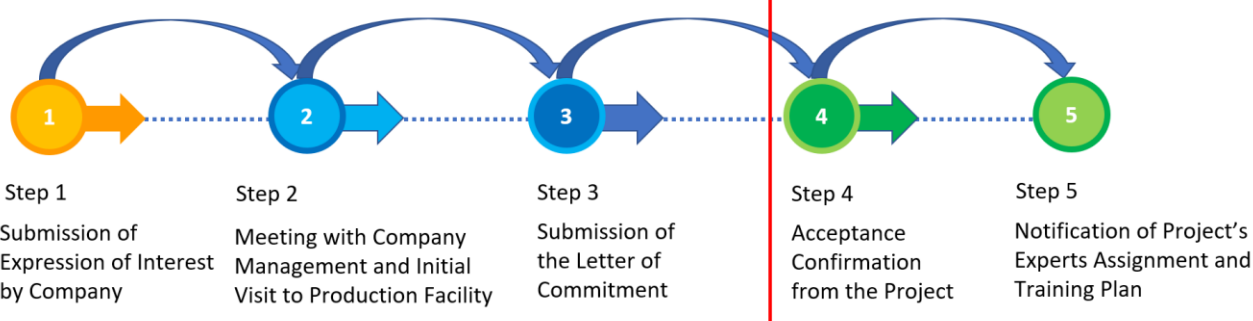 1
2
3
4
5
Step 1
Submission of
Expression of Interest
by Company
Step 2
Meeting with Company
Management and Initial
Visit to Production Facility
Step 3
Submission of
the Letter of
Commitment
Step 4
Acceptance
Confirmation
from the Project
Step 5
Notification of Project's
Experts Assignment and
Training Plan